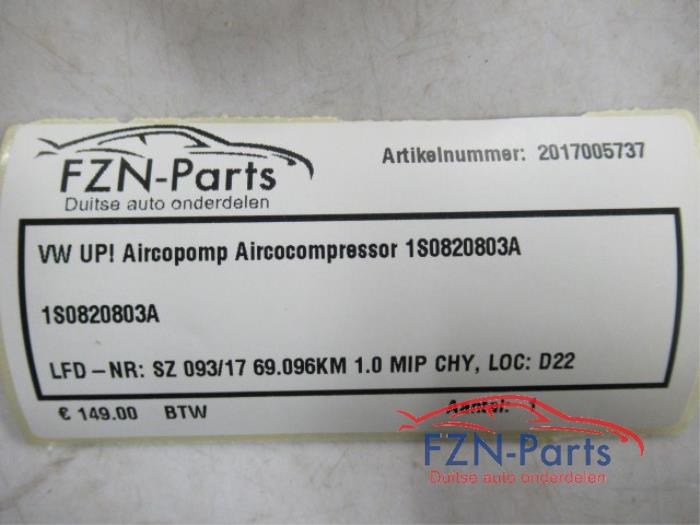 FZN-Parts
Duitse auto onderdelen
Artikelnummer: 2017005737
VW UP! Aircopomp Aircocompressor 1S0820803A
1S0820803A
LFD-NR: SZ 093/17 69.096KM 1.0 MIP CHY, LOC: D22
€ 149.00 BTW
Aantal: 1
FZN-Parts
Duitse auto onderdelen